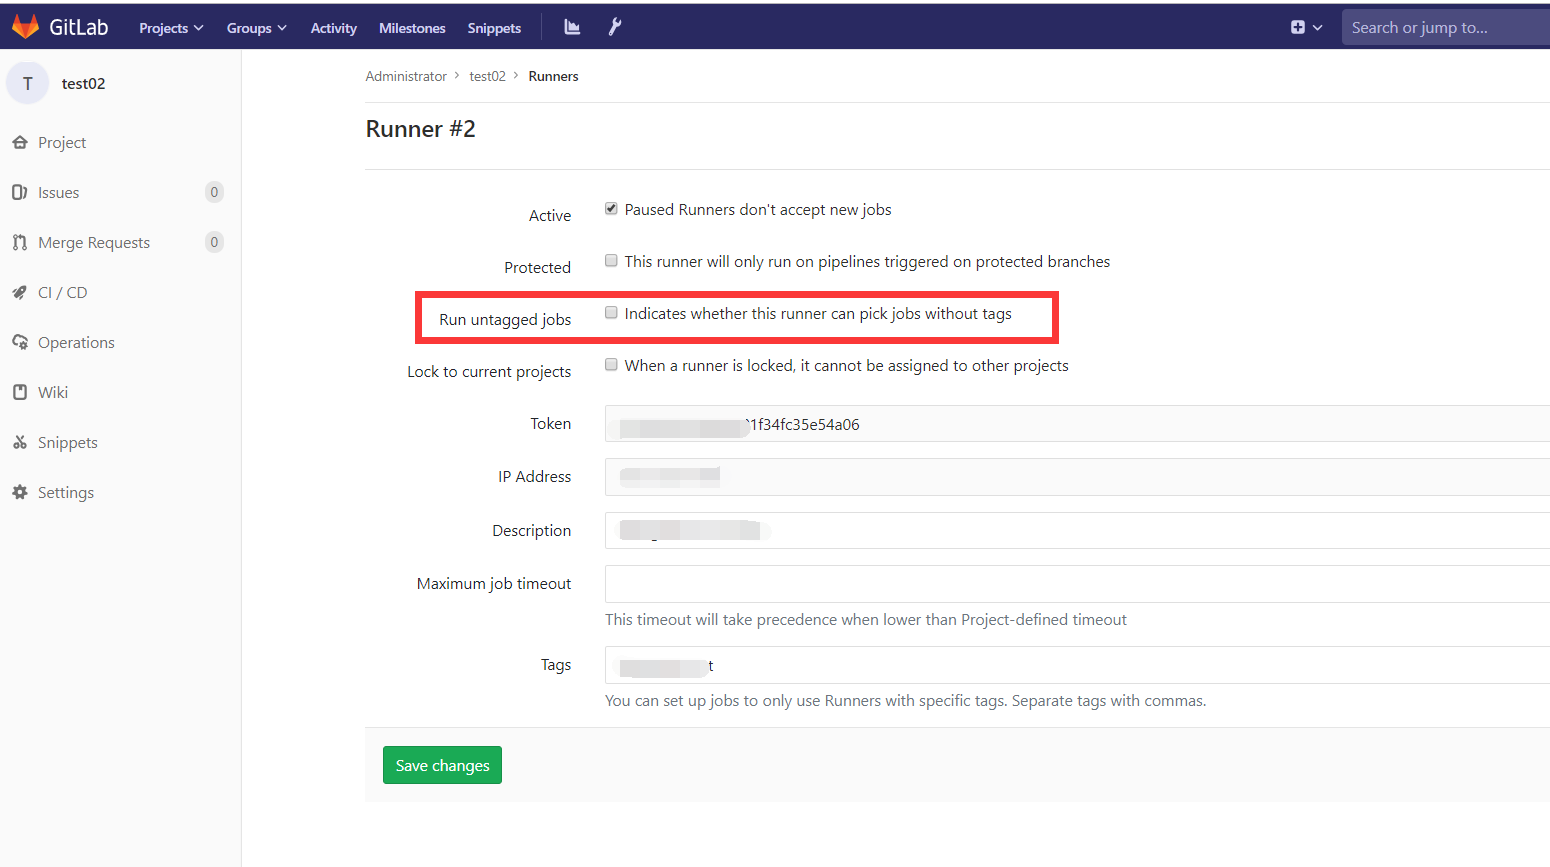 GitLab Projects Groups Activity Milestones Snippets Search or jump to...
T test02
Administrator > test02 > Runners
Runner #2
Project
Issues 0
Merge Requests 0
CI / CD
Operations
Wiki
Snippets
Settings
Active Paused Runners don't accept new jobs
Protected This runner will only run on pipelines triggered on protected branches
Run untagged jobs Indicates whether this runner can pick jobs without tags
Lock to current projects When a runner is locked, it cannot be assigned to other projects
Token 1f34fc35e54a06
IP Address
Description
Maximum job timeout
This timeout will take precedence when lower than Project-defined timeout
Tags t
You can set up jobs to only use Runners with specific tags. Separate tags with commas.
Save changes